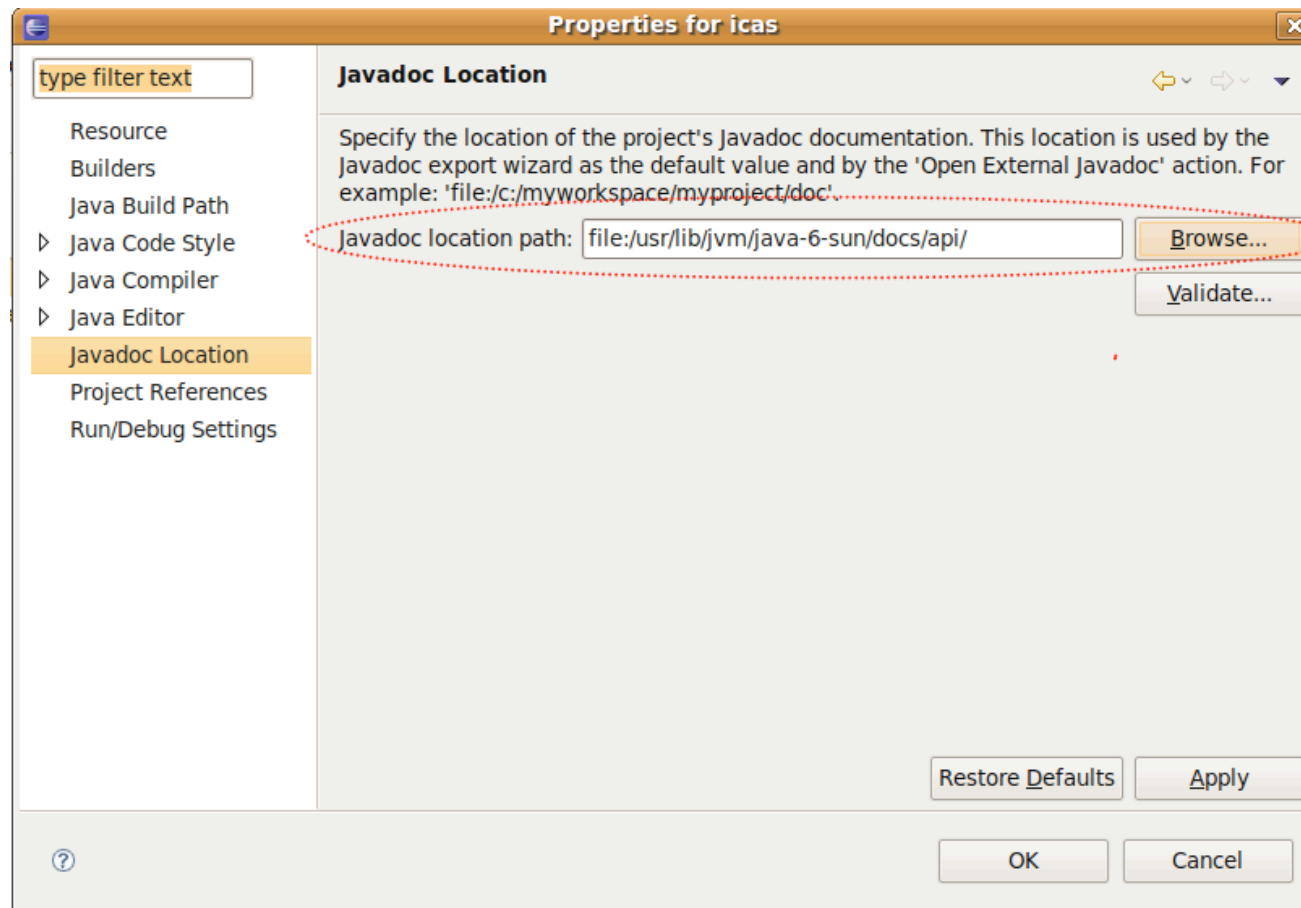 Properties for icas
type filter text
Resource
Builders
Java Build Path
Java Code Style
Java Compiler
Java Editor
Javadoc Location
Project References
Run/Debug Settings
Javadoc Location
Specify the location of the project's Javadoc documentation. This location is used by the
Javadoc export wizard as the default value and by the 'Open External Javadoc' action. For
example: 'file:/c:/myworkspace/myproject/doc'.
Javadoc location path: file:/usr/lib/jvm/java-6-sun/docs/api/ Browse...
Validate...
Restore Defaults Apply
OK Cancel